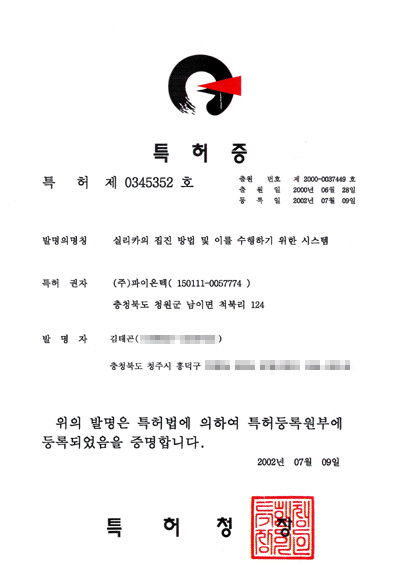 특 허 증
특 허 제 0345352 호
출원 번호 제 2000-0037449 호
출 원 일 2000년 06월 28일
등 록 일 2002년 07월 09일
발명의명칭 실리카의 집진 방법 및 이를 수행하기 위한 시스템
특허 권자 (주)파이온텍( 150111-0057774 )
충청북도 청원군 남이면 척북리 124
발 명 자 김태곤( )
충청북도 청주시 흥덕구
위의 발명은 특허법에 의하여 특허등록원부에
등록되었음을 증명합니다.
2002년 07월 09일
특 허 청 장